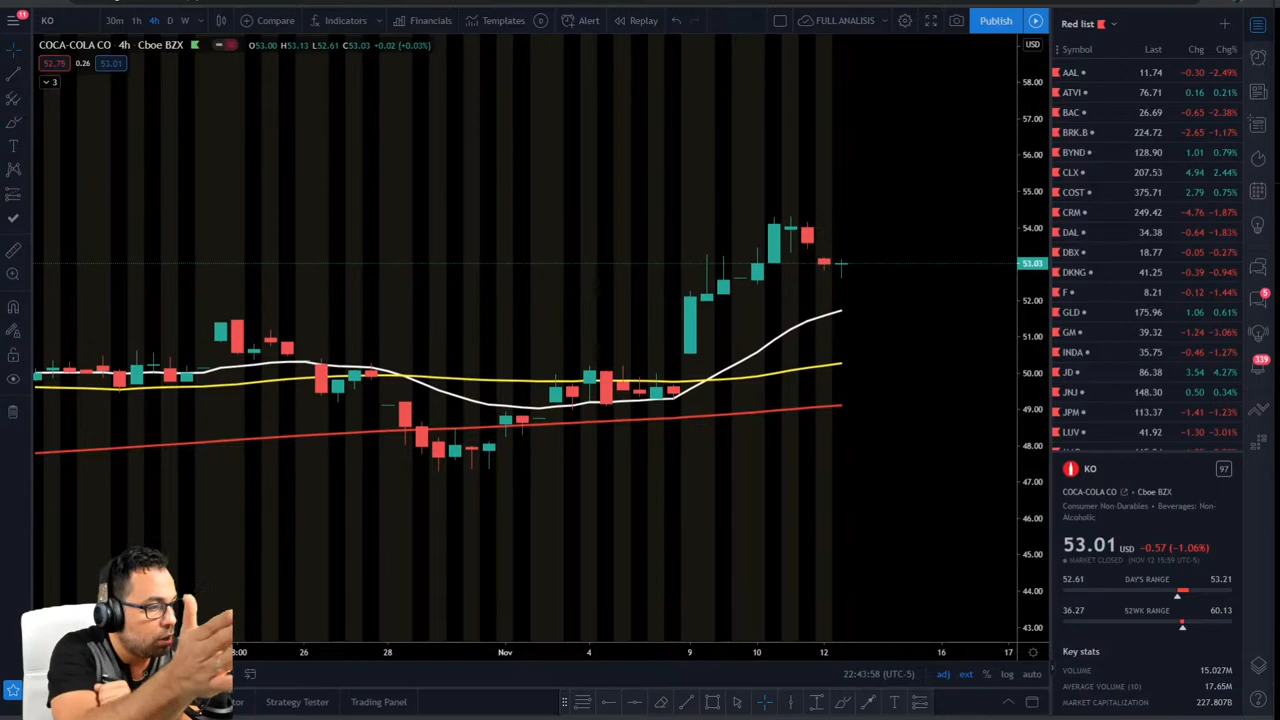 11
KO
30m 1h 4h D W
Compare
Indicators
Financials
Templates
Alert
Replay
FULL ANALISIS
Publish
Red list
COCA-COLA CO • 4h • Cboe BZX
O53.00 H53.13 L52.61 C53.03 +0.02 (+0.03%)
52.75 0.26 53.01
3
USD
58.00
57.00
56.00
55.00
54.00
53.03
52.00
51.00
50.00
49.00
48.00
47.00
46.00
45.00
44.00
43.00
8:00 26 28 Nov 4 9 10 12 16 17
22:43:58 (UTC-5) adj ext % log auto
tor Strategy Tester Trading Panel
Symbol Last Chg Chg%
AAL 11.74 -0.30 -2.49%
ATVI 76.71 0.16 0.21%
BAC 26.69 -0.65 -2.38%
BRK.B 224.72 -2.65 -1.17%
BYND 128.90 1.01 0.79%
CLX 207.53 4.94 2.44%
COST 375.71 2.79 0.75%
CRM 249.42 -4.76 -1.87%
DAL 34.38 -0.64 -1.83%
DBX 18.77 -0.05 -0.27%
DKNG 41.25 -0.39 -0.94%
F 8.21 -0.12 -1.44%
GLD 175.96 1.06 0.61%
GM 39.32 -1.24 -3.06%
INDA 35.75 -0.46 -1.27%
JD 86.38 3.54 4.27%
JNJ 148.30 0.50 0.34%
JPM 113.37 -1.41 -1.23%
LUV 41.92 -1.30 -3.01%
KO 97
COCA-COLA CO • Cboe BZX
Consumer Non-Durables • Beverages: Non-
Alcoholic
53.01 USD -0.57 (-1.06%)
MARKET CLOSED (NOV 12 15:59 UTC-5)
52.61 DAY'S RANGE 53.21
36.27 52WK RANGE 60.13
Key stats
VOLUME 15.027M
AVERAGE VOLUME (10) 17.65M
MARKET CAPITALIZATION 227.807B
5
339